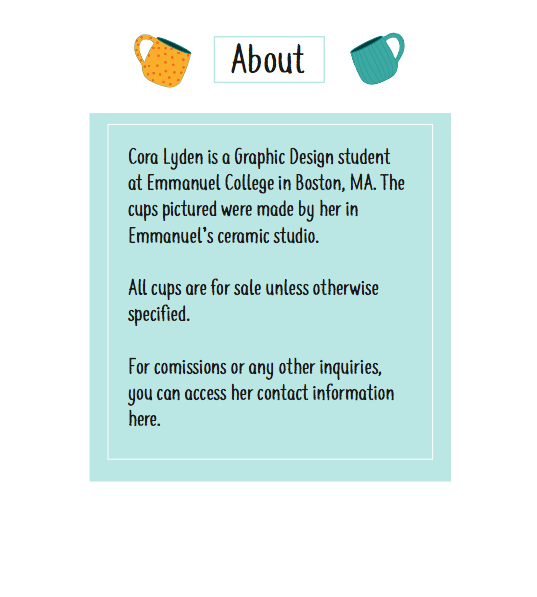 About
Cora Lyden is a Graphic Design student
at Emmanuel College in Boston, MA. The
cups pictured were made by her in
Emmanuel's ceramic studio.
All cups are for sale unless otherwise
specified.
For comissions or any other inquiries,
you can access her contact information
here.